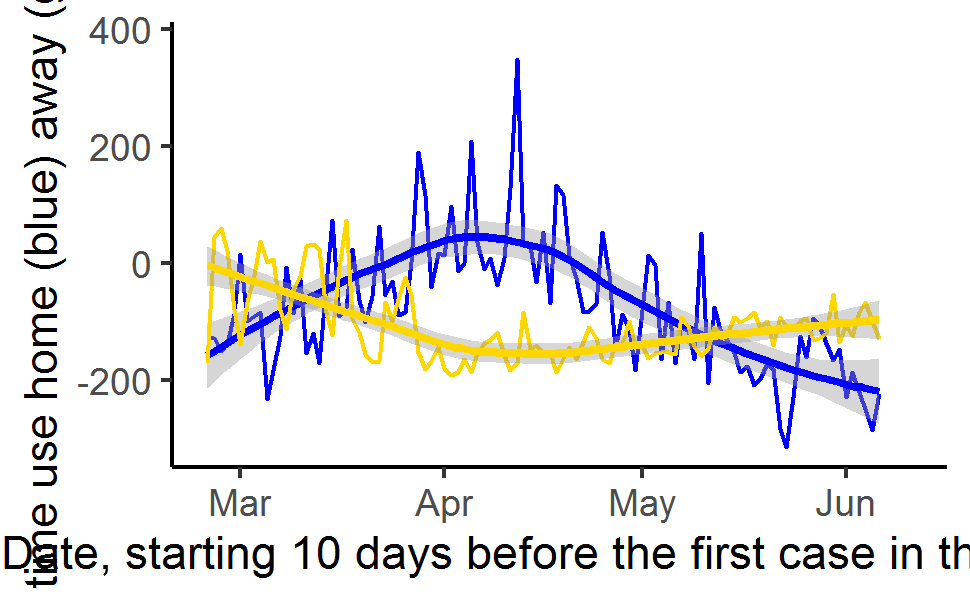 time use home (blue) away (
400
200
0
-200
Mar Apr May Jun
Date, starting 10 days before the first case in th